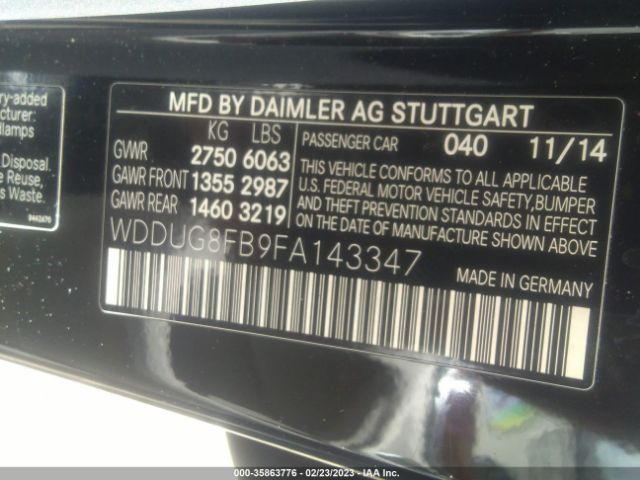 ry-added
cturer:
dlamps
Disposal.
e Reuse,
s Waste.
MFD BY DAIMLER AG STUTTGART
KG LBS
GVWR 2750 6063
GAWR FRONT 1355 2987
GAWR REAR 1460 3219
PASSENGER CAR 040 11/14
THIS VEHICLE CONFORMS TO ALL APPLICABLE
U.S. FEDERAL MOTOR VEHICLE SAFETY, BUMPER
AND THEFT PREVENTION STANDARDS IN EFFECT
ON THE DATE OF MANUFACTURE SHOWN ABOVE
WDDUG8FB9FA143347
MADE IN GERMANY
000-35863776 - 02/23/2023 - IAA Inc.